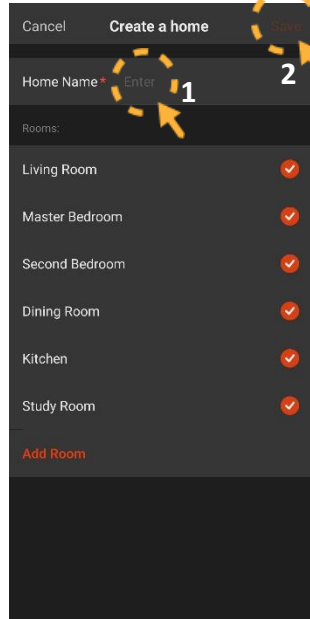 Cancel Create a home Save
Home Name* Enter 1 2
Rooms:
Living Room
Master Bedroom
Second Bedroom
Dining Room
Kitchen
Study Room
Add Room